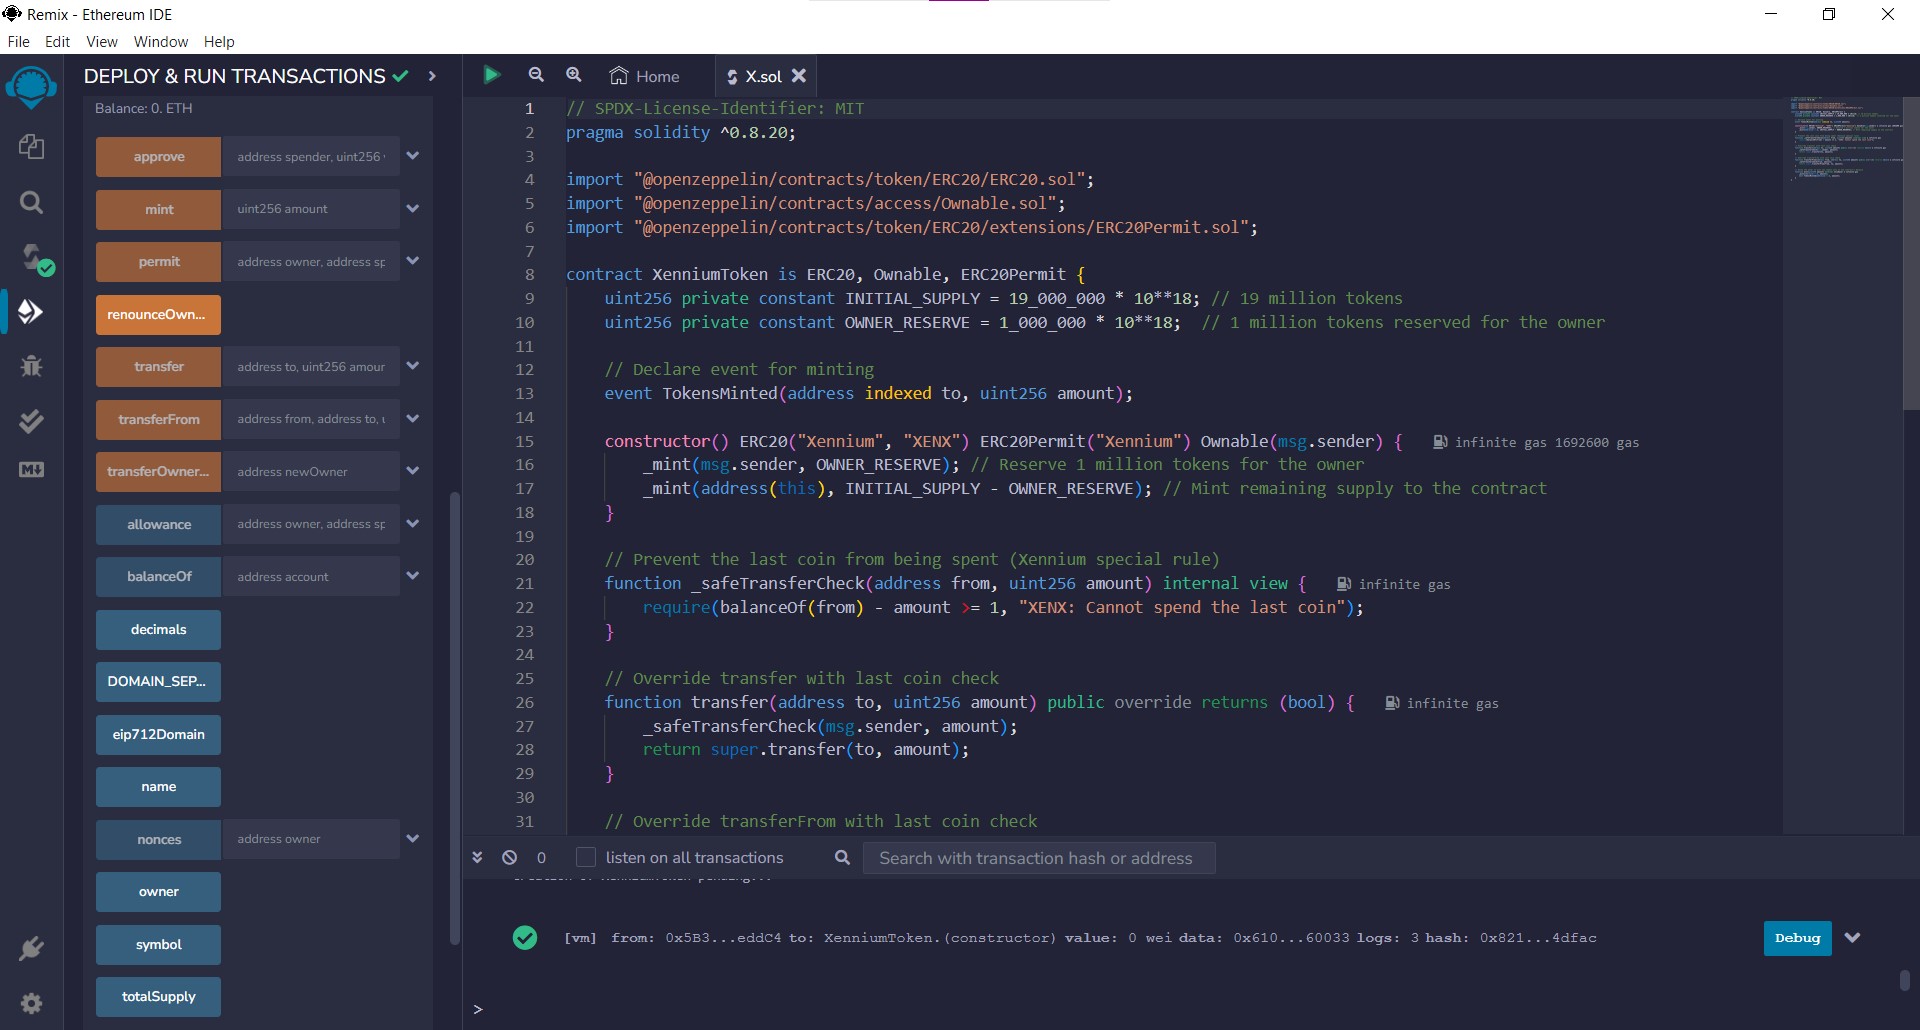 Remix - Ethereum IDE
File Edit View Window Help
DEPLOY & RUN TRANSACTIONS
Balance: 0. ETH
approve address spender, uint256
mint uint256 amount
permit address owner, address sp
renounceOwn...
transfer address to, uint256 amour
transferFrom address from, address to, u
transferOwner... address newOwner
allowance address owner, address sp
balanceOf address account
decimals
DOMAIN_SEP...
eip712Domain
name
nonces address owner
owner
symbol
totalSupply
Home X.sol
1 // SPDX-License-Identifier: MIT
2 pragma solidity ^0.8.20;
3
4 import "@openzeppelin/contracts/token/ERC20/ERC20.sol";
5 import "@openzeppelin/contracts/access/Ownable.sol";
6 import "@openzeppelin/contracts/token/ERC20/extensions/ERC20Permit.sol";
7
8 contract XenniumToken is ERC20, Ownable, ERC20Permit {
9 uint256 private constant INITIAL_SUPPLY = 19_000_000 * 10**18; // 19 million tokens
10 uint256 private constant OWNER_RESERVE = 1_000_000 * 10**18; // 1 million tokens reserved for the owner
11
12 // Declare event for minting
13 event TokensMinted(address indexed to, uint256 amount);
14
15 constructor() ERC20("Xennium", "XENX") ERC20Permit("Xennium") Ownable(msg.sender) { infinite gas 1692600 gas
16 _mint(msg.sender, OWNER_RESERVE); // Reserve 1 million tokens for the owner
17 _mint(address(this), INITIAL_SUPPLY - OWNER_RESERVE); // Mint remaining supply to the contract
18 }
19
20 // Prevent the last coin from being spent (Xennium special rule)
21 function _safeTransferCheck(address from, uint256 amount) internal view { infinite gas
22 require(balanceOf(from) - amount >= 1, "XENX: Cannot spend the last coin");
23 }
24
25 // Override transfer with last coin check
26 function transfer(address to, uint256 amount) public override returns (bool) { infinite gas
27 _safeTransferCheck(msg.sender, amount);
28 return super.transfer(to, amount);
29 }
30
31 // Override transferFrom with last coin check
0 listen on all transactions Search with transaction hash or address
[vm] from: 0x5B3...eddC4 to: XenniumToken.(constructor) value: 0 wei data: 0x610...60033 logs: 3 hash: 0x821...4dfac Debug
>